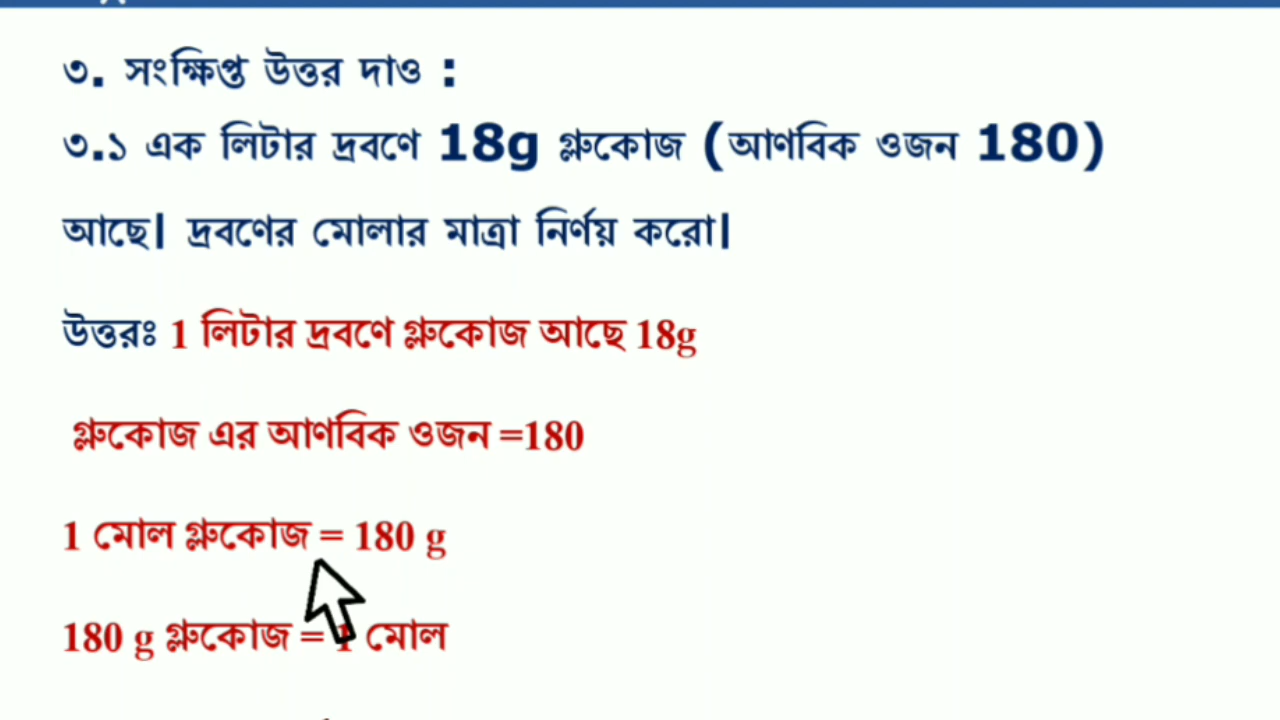 ৩. সংক্ষিপ্ত উত্তর দাও :
৩.১ এক লিটার দ্রবণে 18g গ্লুকোজ (আণবিক ওজন 180)
আছে। দ্রবণের মোলার মাত্রা নির্ণয় করো।
উত্তরঃ 1 লিটার দ্রবণে গ্লুকোজ আছে 18g
গ্লুকোজ এর আণবিক ওজন =180
1 মোল গ্লুকোজ = 180 g
180 g গ্লুকোজ = 1 মোল